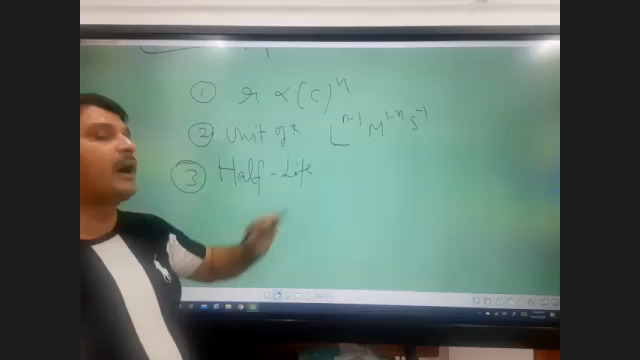 ① r ∝ (C)^n
② Unit of k L^{n-1} M^{1-n} S^{-1}
③ Half-Life